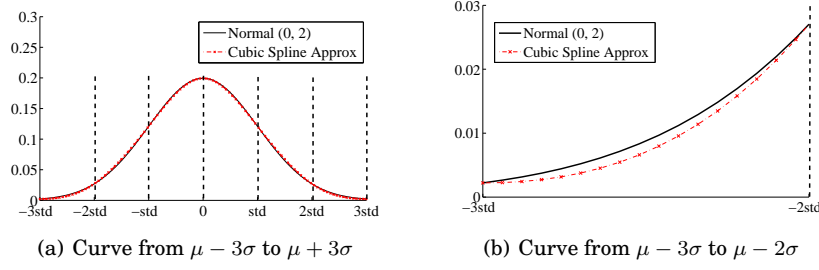 0.3
0.25
0.2
0.15
0.1
0.05
0
Normal (0, 2)
Cubic Spline Approx
−3std
−2std
−std
0
std
2std
3std
(a) Curve from μ − 3σ to μ + 3σ
0.03
0.02
0.01
0
Normal (0, 2)
Cubic Spline Approx
−3std
−2std
(b) Curve from μ − 3σ to μ − 2σ